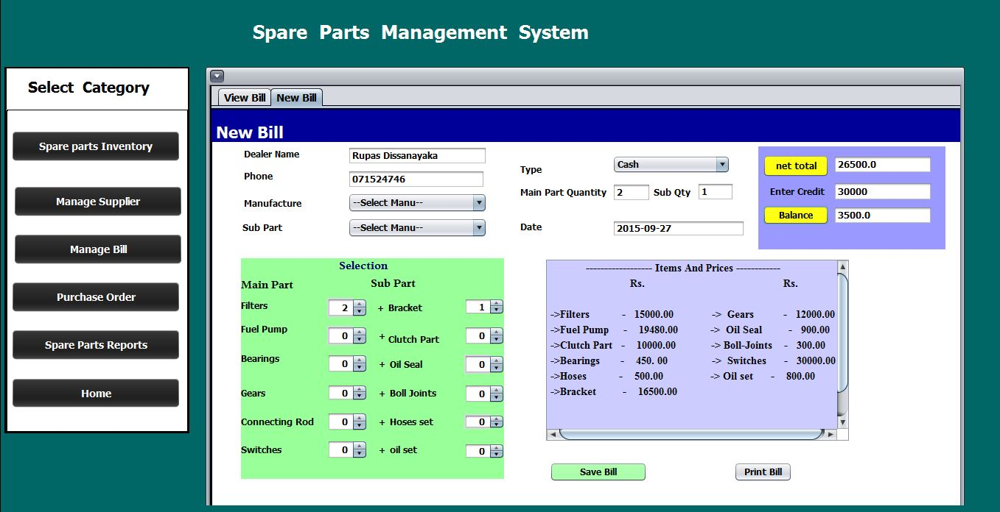 Spare Parts Management System
Select Category
Spare parts Inventory
Manage Supplier
Manage Bill
Purchase Order
Spare Parts Reports
Home
View Bill New Bill
New Bill
Dealer Name Rupas Dissanayaka
Phone 071524746
Manufacture --Select Manu--
Sub Part --Select Manu--
Type Cash
Main Part Quantity 2 Sub Qty 1
Date 2015-09-27
net total 26500.0
Enter Credit 30000
Balance 3500.0
Selection
Main Part Sub Part
Filters 2 + Bracket 1
Fuel Pump 0 + Clutch Part 0
Bearings 0 + Oil Seal 0
Gears 0 + Boll Joints 0
Connecting Rod 0 + Hoses set 0
Switches 0 + oil set 0
------------------ Items And Prices ------------
Rs. Rs.
->Filters - 15000.00 -> Gears - 12000.00
->Fuel Pump - 19480.00 -> Oil Seal - 900.00
->Clutch Part - 10000.00 -> Boll-Joints - 300.00
->Bearings - 450. 00 -> Switches - 30000.00
->Hoses - 500.00 -> Oil set - 800.00
->Bracket - 16500.00
Save Bill Print Bill